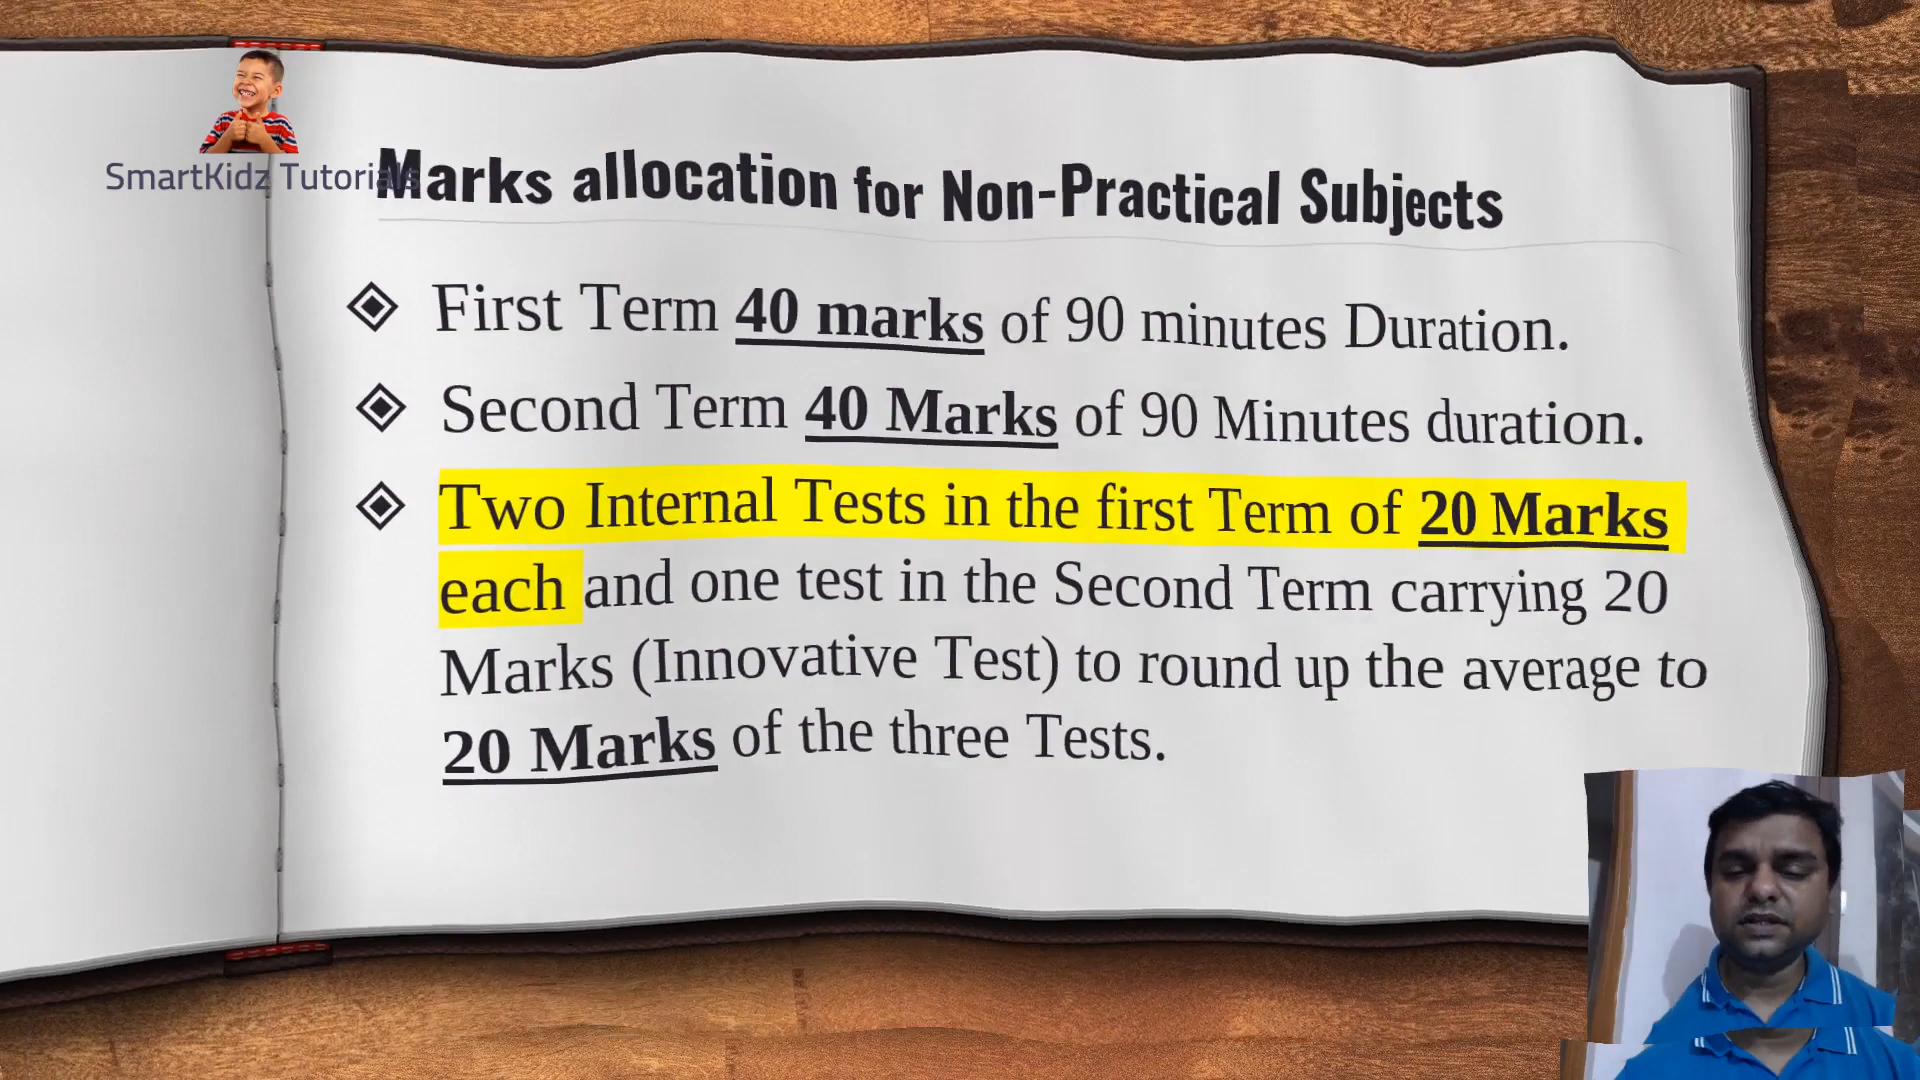 SmartKidz Tutorials
Marks allocation for Non-Practical Subjects
First Term 40 marks of 90 minutes Duration.
Second Term 40 Marks of 90 Minutes duration.
Two Internal Tests in the first Term of 20 Marks
each and one test in the Second Term carrying 20
Marks (Innovative Test) to round up the average to
20 Marks of the three Tests.